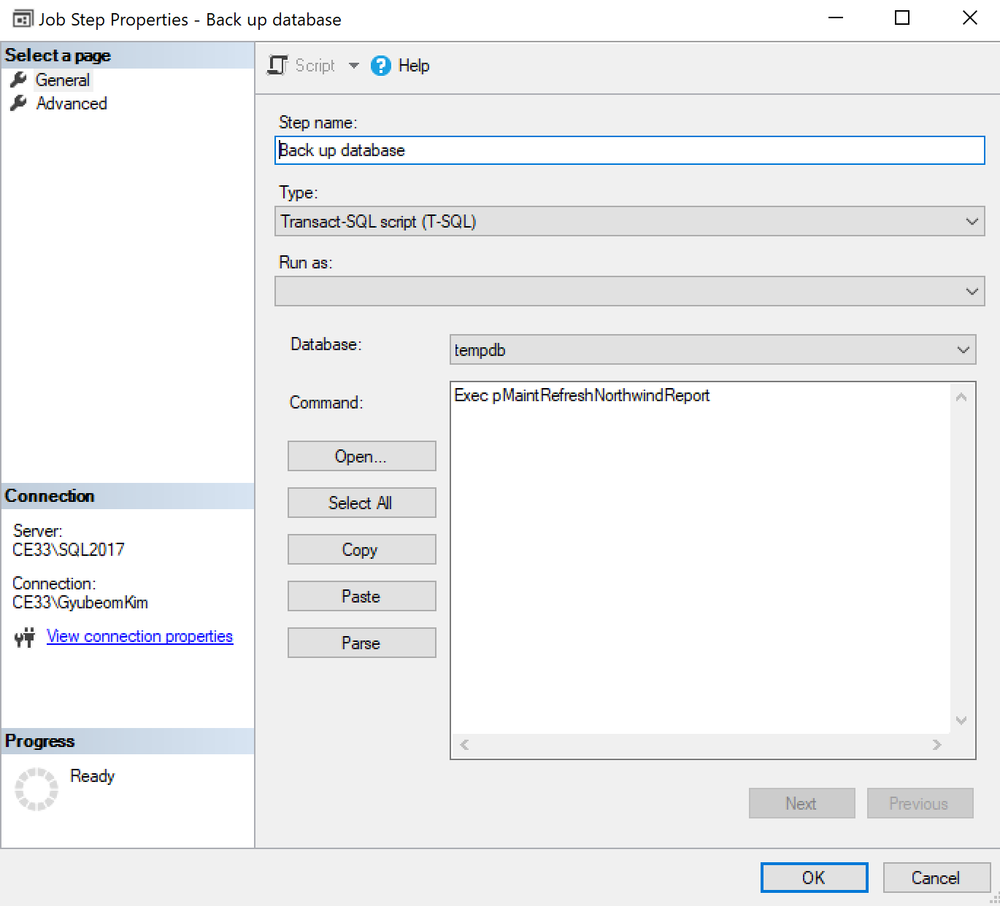 Job Step Properties - Back up database
Select a page
General
Advanced
Script
Help
Step name:
Back up database
Type:
Transact-SQL script (T-SQL)
Run as:
Database:
tempdb
Command:
Exec pMaintRefreshNorthwindReport
Open...
Select All
Copy
Paste
Parse
Connection
Server:
CE33\SQL2017
Connection:
CE33\GyubeomKim
View connection properties
Progress
Ready
Next
Previous
OK
Cancel